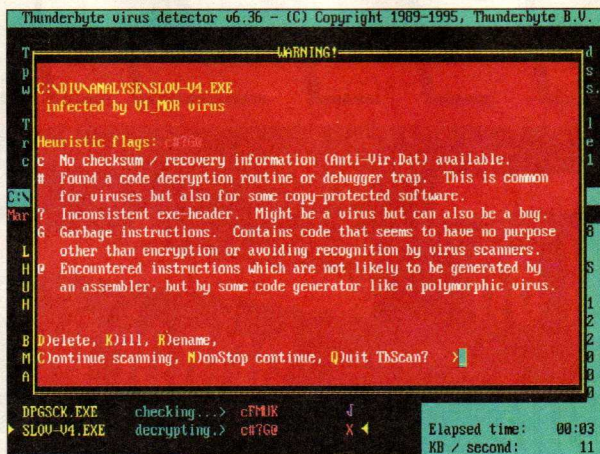 Thunderbyte virus detector v6.36 - (C) Copyright 1989-1995, Thunderbyte B.V.
WARNING!
C:\DIV\ANALYSE\SLOV-V4.EXE
infected by V1_MOR virus
Heuristic flags: c#?G@
c No checksum / recovery information (Anti-Vir.Dat) available.
# Found a code decryption routine or debugger trap. This is common
for viruses but also for some copy-protected software.
? Inconsistent exe-header. Might be a virus but can also be a bug.
G Garbage instructions. Contains code that seems to have no purpose
other than encryption or avoiding recognition by virus scanners.
@ Encountered instructions which are not likely to be generated by
an assembler, but by some code generator like a polymorphic virus.
D)elete, K)ill, R)ename,
C)ontinue scanning, N)onStop continue, Q)uit TbScan? >
DPGSCK.EXE checking...> cFMUK √
SLOV-V4.EXE decrypting.> c#?G@ X
Elapsed time: 00:03
KB / second: 11